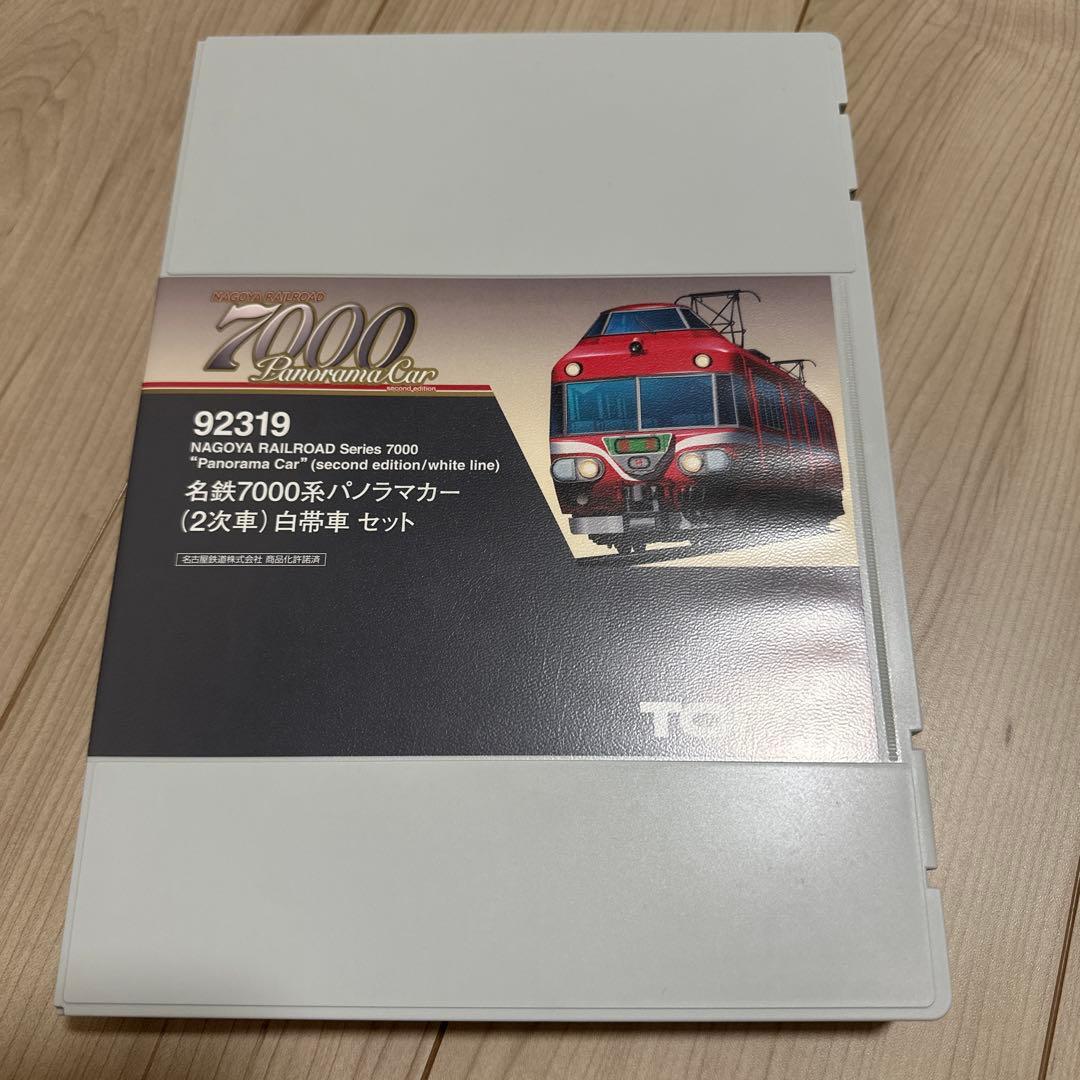 NAGOYA RAILROAD
7000
Panorama Car
second edition
92319
NAGOYA RAILROAD Series 7000
"Panorama Car" (second edition/white line)
名鉄7000系パノラマカー
(2次車)白帯車 セット
名古屋鉄道株式会社 商品化許諾済